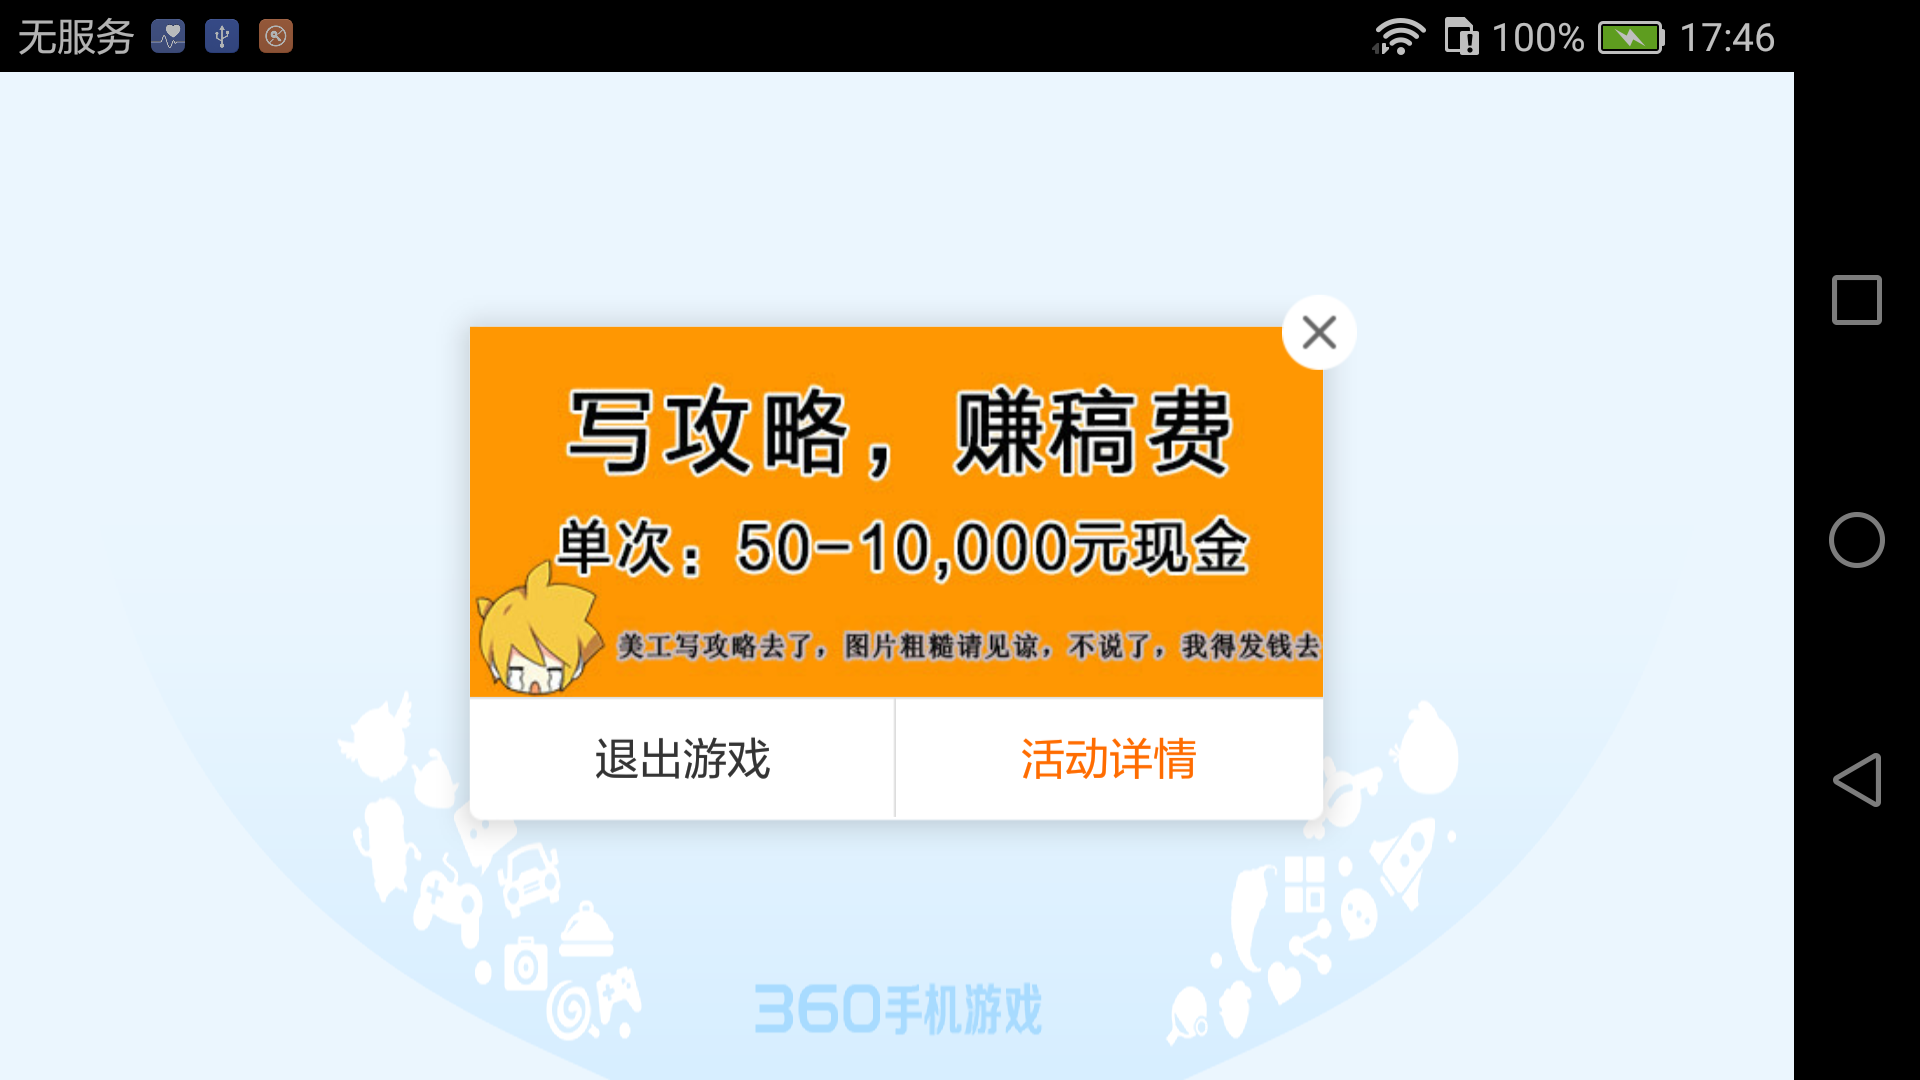 无服务
100%
17:46
写攻略，赚稿费
单次：50-10,000元现金
美工写攻略去了，图片粗糙请见谅，不说了，我得发钱去
退出游戏
活动详情
360手机游戏